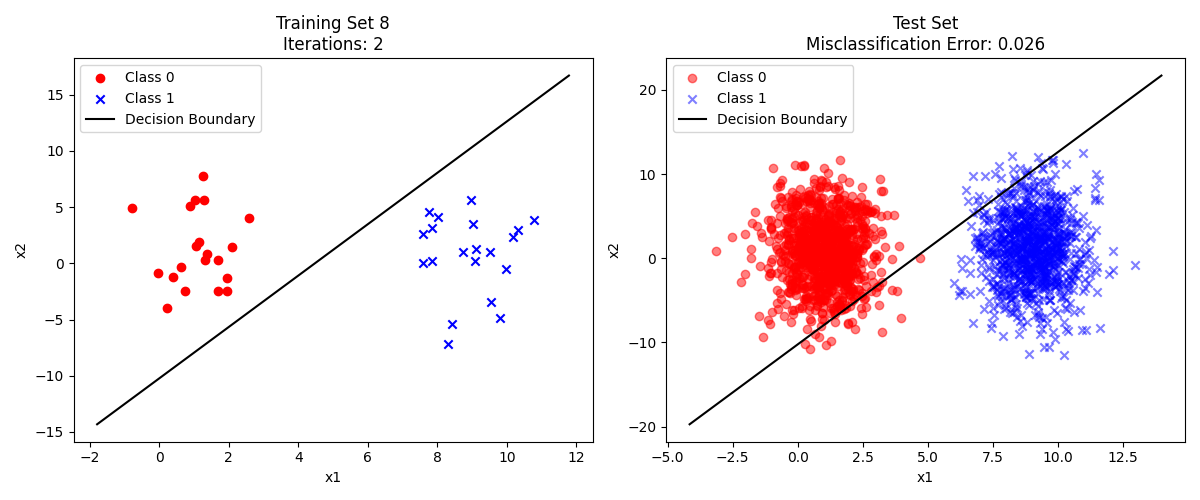 Training Set 8
Iterations: 2
Class 0
Class 1
Decision Boundary
15
10
5
0
−5
−10
−15
x2
−2
0
2
4
6
8
10
12
x1
Test Set
Misclassification Error: 0.026
Class 0
Class 1
Decision Boundary
20
10
0
−10
−20
x2
−5.0
−2.5
0.0
2.5
5.0
7.5
10.0
12.5
x1